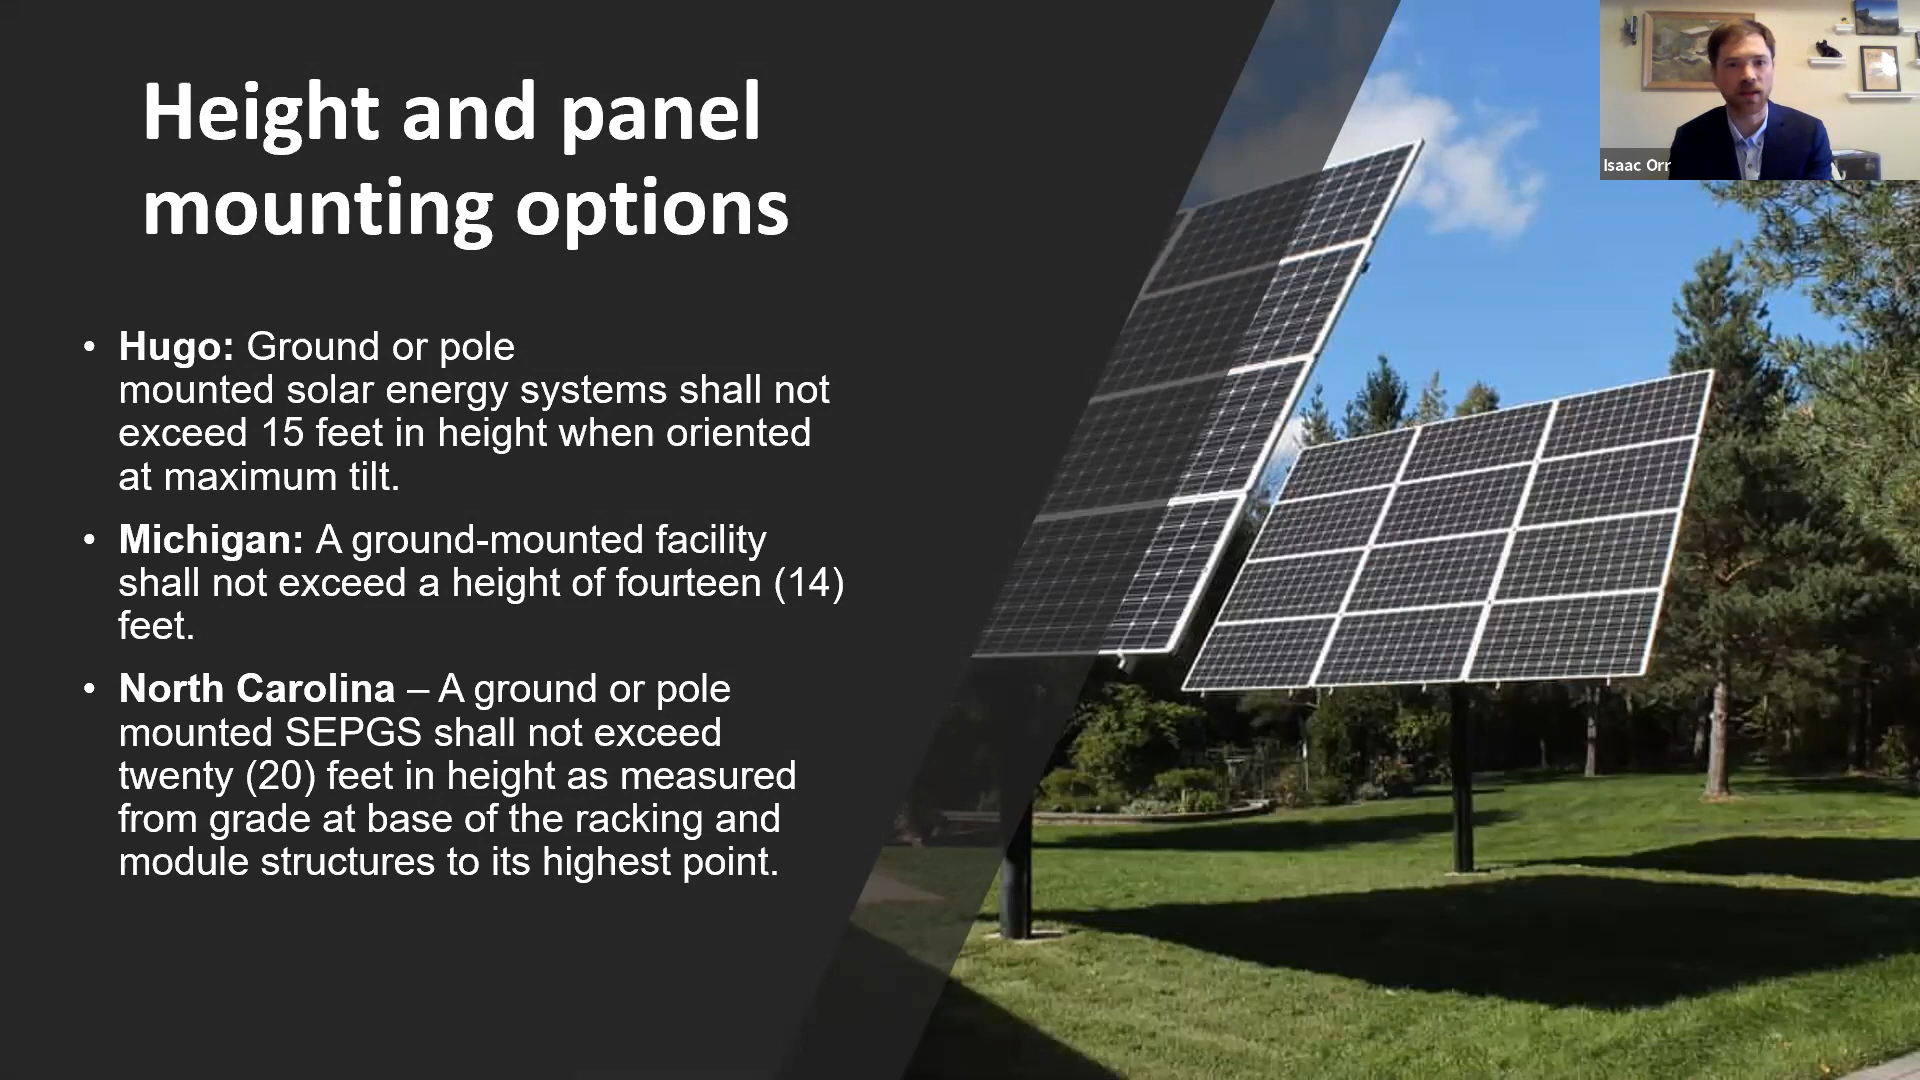 Height and panel
mounting options
• Hugo: Ground or pole
mounted solar energy systems shall not
exceed 15 feet in height when oriented
at maximum tilt.
• Michigan: A ground-mounted facility
shall not exceed a height of fourteen (14)
feet.
• North Carolina – A ground or pole
mounted SEPGS shall not exceed
twenty (20) feet in height as measured
from grade at base of the racking and
module structures to its highest point.
Isaac Orr